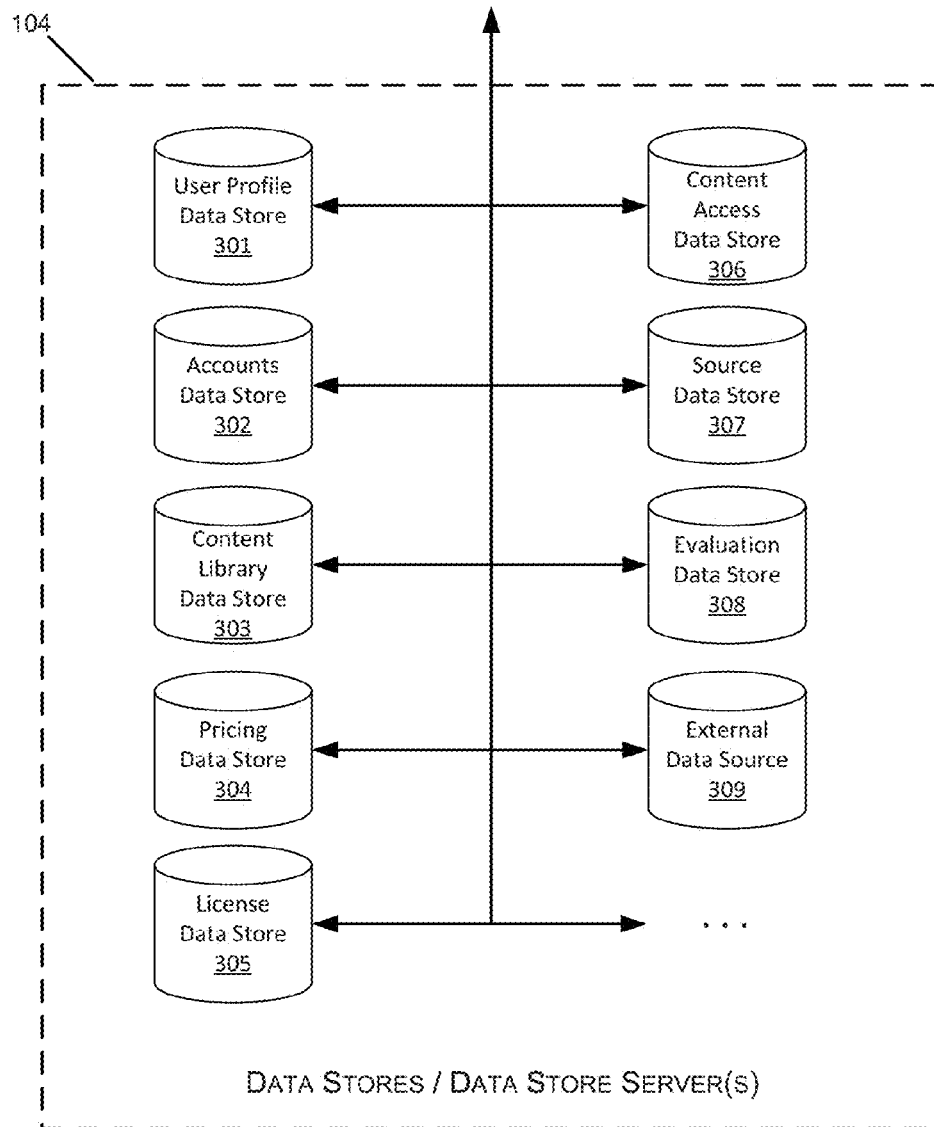 104
User Profile
Data Store
301
Content
Access
Data Store
306
Accounts
Data Store
302
Source
Data Store
307
Content
Library
Data Store
303
Evaluation
Data Store
308
Pricing
Data Store
304
External
Data Source
309
License
Data Store
305
. . .
DATA STORES / DATA STORE SERVER(S)